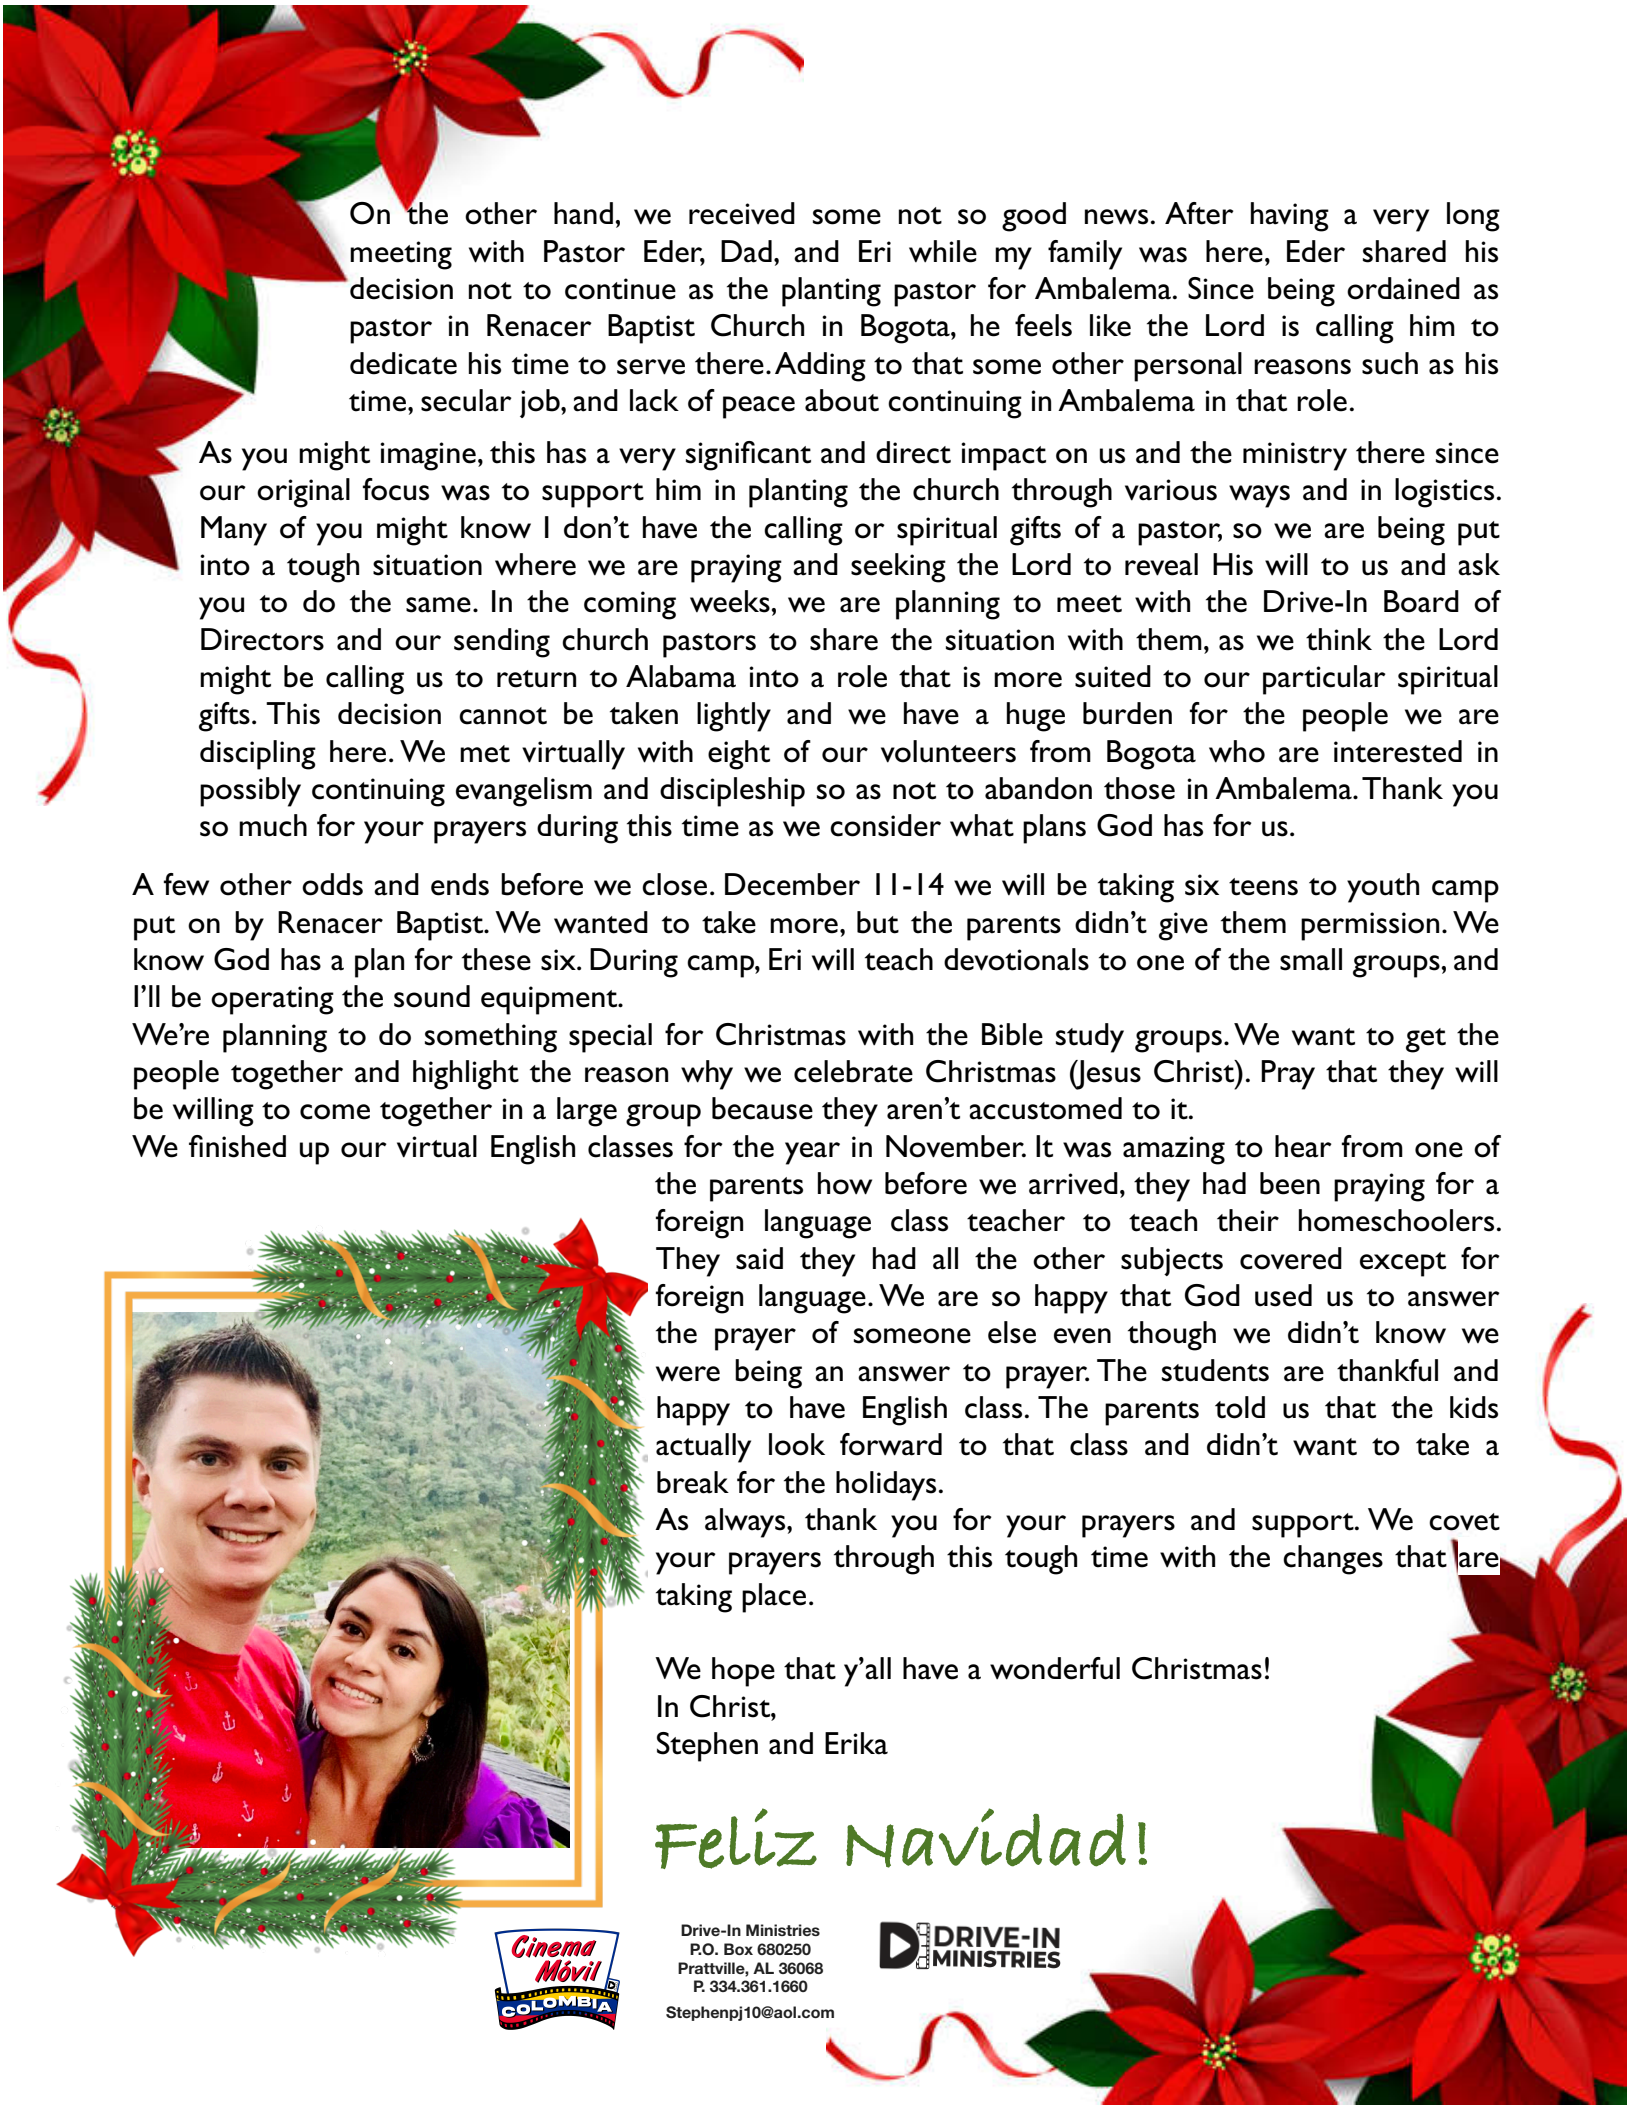 On the other hand, we received some not so good news. After having a very long
meeting with Pastor Eder, Dad, and Eri while my family was here, Eder shared his
decision not to continue as the planting pastor for Ambalema. Since being ordained as
pastor in Renacer Baptist Church in Bogota, he feels like the Lord is calling him to
dedicate his time to serve there. Adding to that some other personal reasons such as his
time, secular job, and lack of peace about continuing in Ambalema in that role.
As you might imagine, this has a very significant and direct impact on us and the ministry there since
our original focus was to support him in planting the church through various ways and in logistics.
Many of you might know I don’t have the calling or spiritual gifts of a pastor, so we are being put
into a tough situation where we are praying and seeking the Lord to reveal His will to us and ask
you to do the same. In the coming weeks, we are planning to meet with the Drive-In Board of
Directors and our sending church pastors to share the situation with them, as we think the Lord
might be calling us to return to Alabama into a role that is more suited to our particular spiritual
gifts. This decision cannot be taken lightly and we have a huge burden for the people we are
discipling here. We met virtually with eight of our volunteers from Bogota who are interested in
possibly continuing evangelism and discipleship so as not to abandon those in Ambalema. Thank you
so much for your prayers during this time as we consider what plans God has for us.
A few other odds and ends before we close. December 11-14 we will be taking six teens to youth camp
put on by Renacer Baptist. We wanted to take more, but the parents didn’t give them permission. We
know God has a plan for these six. During camp, Eri will teach devotionals to one of the small groups, and
I’ll be operating the sound equipment.
We’re planning to do something special for Christmas with the Bible study groups. We want to get the
people together and highlight the reason why we celebrate Christmas (Jesus Christ). Pray that they will
be willing to come together in a large group because they aren’t accustomed to it.
We finished up our virtual English classes for the year in November. It was amazing to hear from one of
the parents how before we arrived, they had been praying for a
foreign language class teacher to teach their homeschoolers.
They said they had all the other subjects covered except for
foreign language. We are so happy that God used us to answer
the prayer of someone else even though we didn’t know we
were being an answer to prayer. The students are thankful and
happy to have English class. The parents told us that the kids
actually look forward to that class and didn’t want to take a
break for the holidays.
As always, thank you for your prayers and support. We covet
your prayers through this tough time with the changes that are
taking place.
We hope that y’all have a wonderful Christmas!
In Christ,
Stephen and Erika
Feliz Navidad!
Cinema
Móvil
COLOMBIA
Drive-In Ministries
P.O. Box 680250
Prattville, AL 36068
P. 334.361.1660
Stephenpj10@aol.com
DRIVE-IN
MINISTRIES